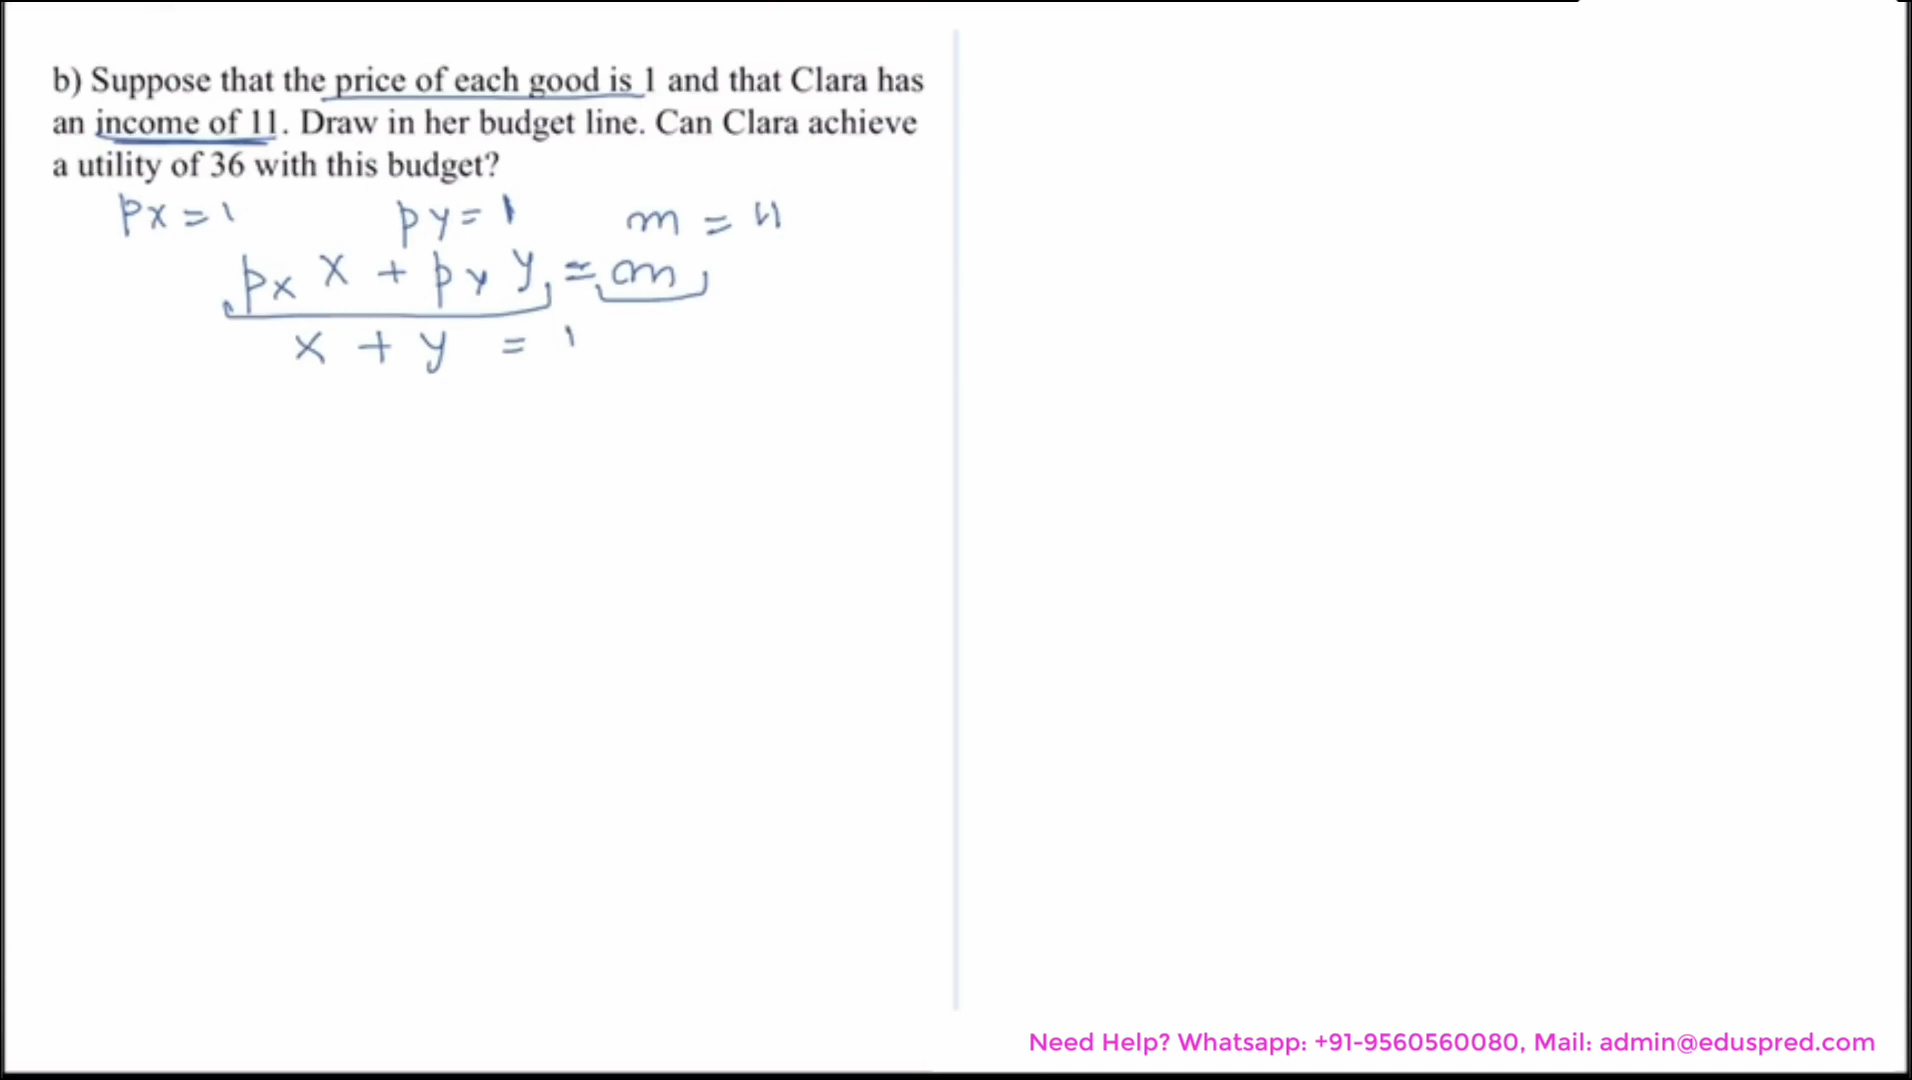 b) Suppose that the price of each good is 1 and that Clara has
an income of 11. Draw in her budget line. Can Clara achieve
a utility of 36 with this budget?
px = 1 py = 1 m = 11
px x + py y = m
x + y = 1
Need Help? Whatsapp: +91-9560560080, Mail: admin@eduspred.com